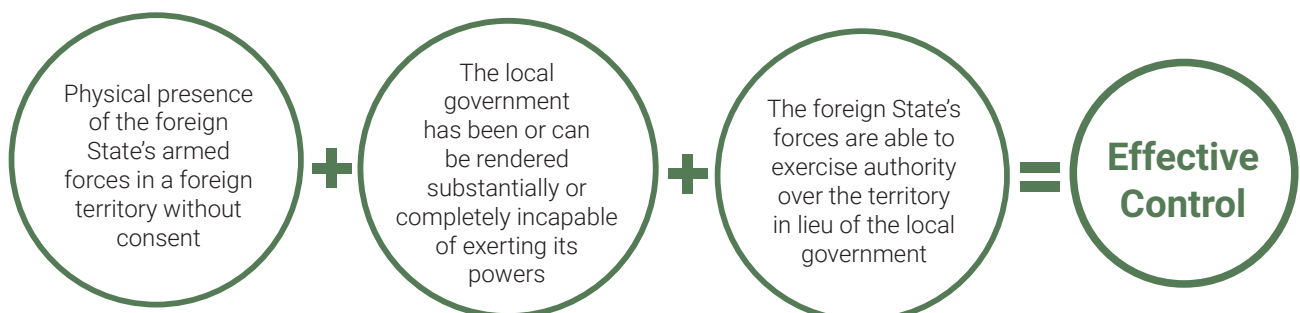 Physical presence
of the foreign
State's armed
forces in a foreign
territory without
consent
+
The local
government
has been or can
be rendered
substantially or
completely incapable
of exerting its
powers
+
The foreign State's
forces are able to
exercise authority
over the territory
in lieu of the local
government
=
Effective
Control